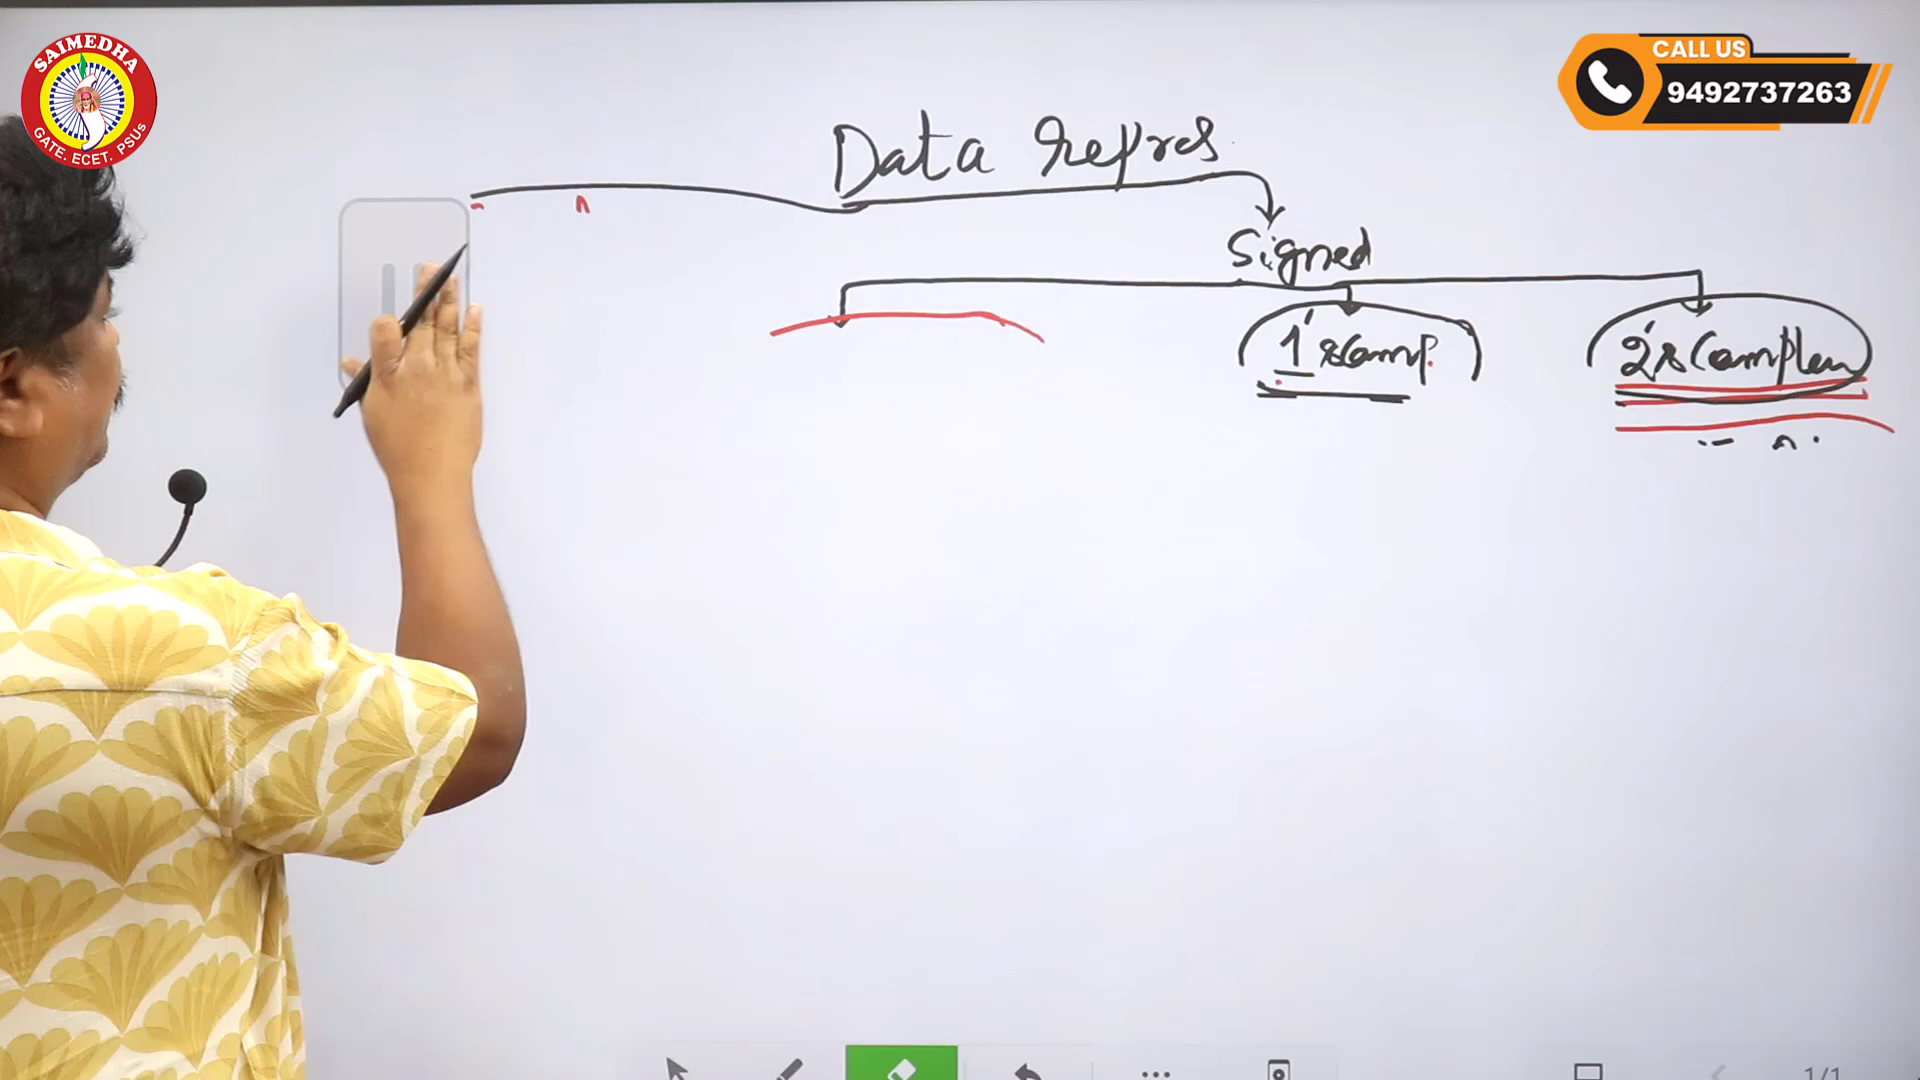 SAIMEDHA
GATE. ECET. PSUs
CALL US
9492737263
Data repres
Signed
1's comp.
2's Complem
1/1